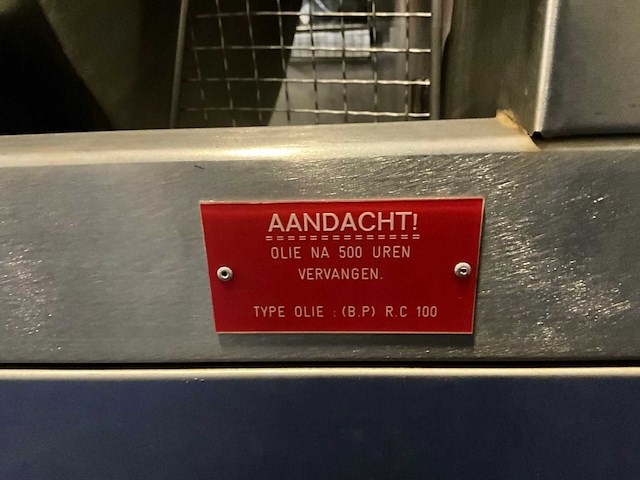 AANDACHT!
OLIE NA 500 UREN
VERVANGEN.
TYPE OLIE : (B.P) R.C 100